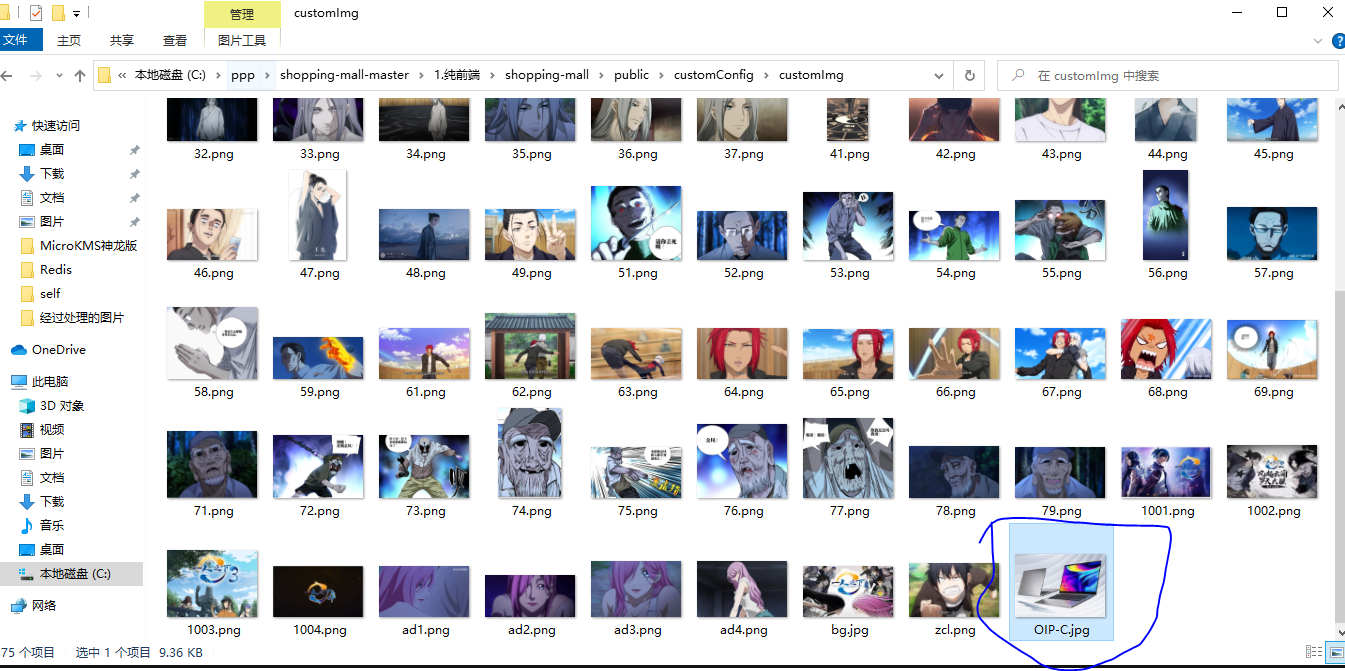 管理
customImg
文件
主页
共享
查看
图片工具
« 本地磁盘 (C:) › ppp › shopping-mall-master › 1.纯前端 › shopping-mall › public › customConfig › customImg
在 customImg 中搜索
快速访问
桌面
下载
文档
图片
MicroKMS神龙版
Redis
self
经过处理的图片
OneDrive
此电脑
3D 对象
视频
图片
文档
下载
音乐
桌面
本地磁盘 (C:)
网络
32.png 33.png 34.png 35.png 36.png 37.png 41.png 42.png 43.png 44.png 45.png
46.png 47.png 48.png 49.png 51.png 52.png 53.png 54.png 55.png 56.png 57.png
58.png 59.png 61.png 62.png 63.png 64.png 65.png 66.png 67.png 68.png 69.png
71.png 72.png 73.png 74.png 75.png 76.png 77.png 78.png 79.png 1001.png 1002.png
1003.png 1004.png ad1.png ad2.png ad3.png ad4.png bg.jpg zcl.png OIP-C.jpg
75 个项目 选中 1 个项目 9.36 KB